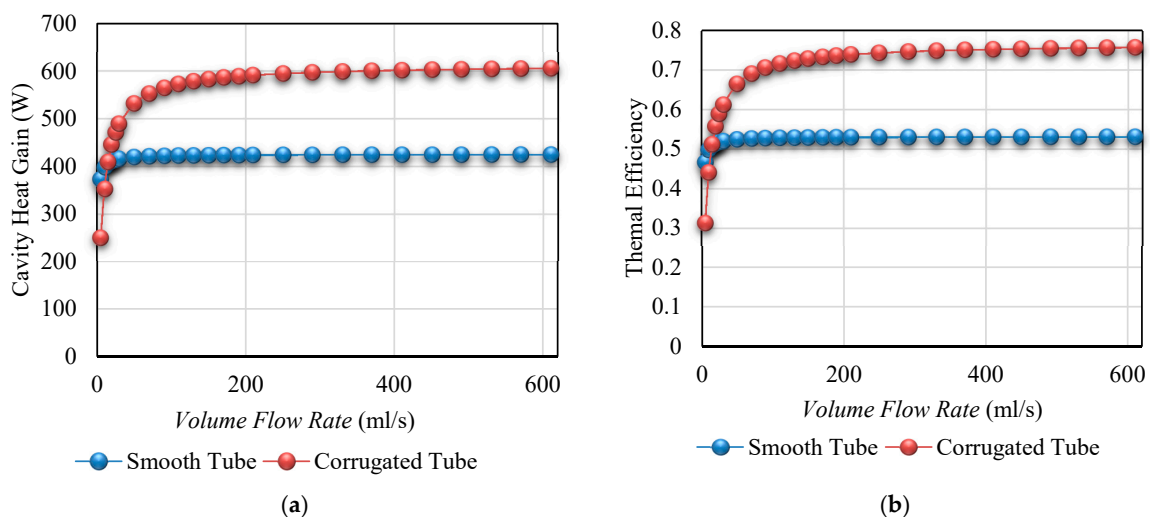 700
600
500
400
300
200
100
0
Cavity Heat Gain (W)
0 200 400 600
Volume Flow Rate (ml/s)
Smooth Tube Corrugated Tube
(a)
0.8
0.7
0.6
0.5
0.4
0.3
0.2
0.1
0
Themal Efficiency
0 200 400 600
Volume Flow Rate (ml/s)
Smooth Tube Corrugated Tube
(b)